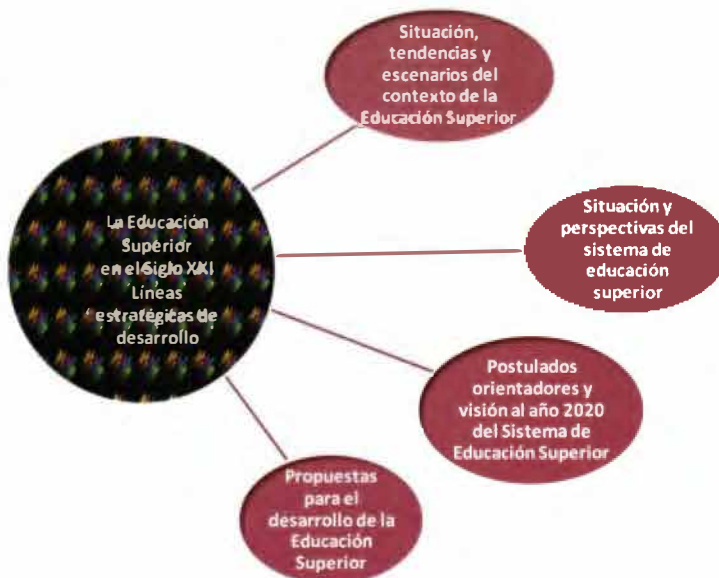 Situación,
tendencias y
escenarios del
contexto de la
Educación Superior
La Educación
Superior
en el Siglo XXI
Líneas
estratégicas de
desarrollo
Situación y
perspectivas del
sistema de
educación
superior
Postulados
orientadores y
visión al año 2020
del Sistema de
Educación Superior
Propuestas
para el
desarrollo de la
Educación
Superior